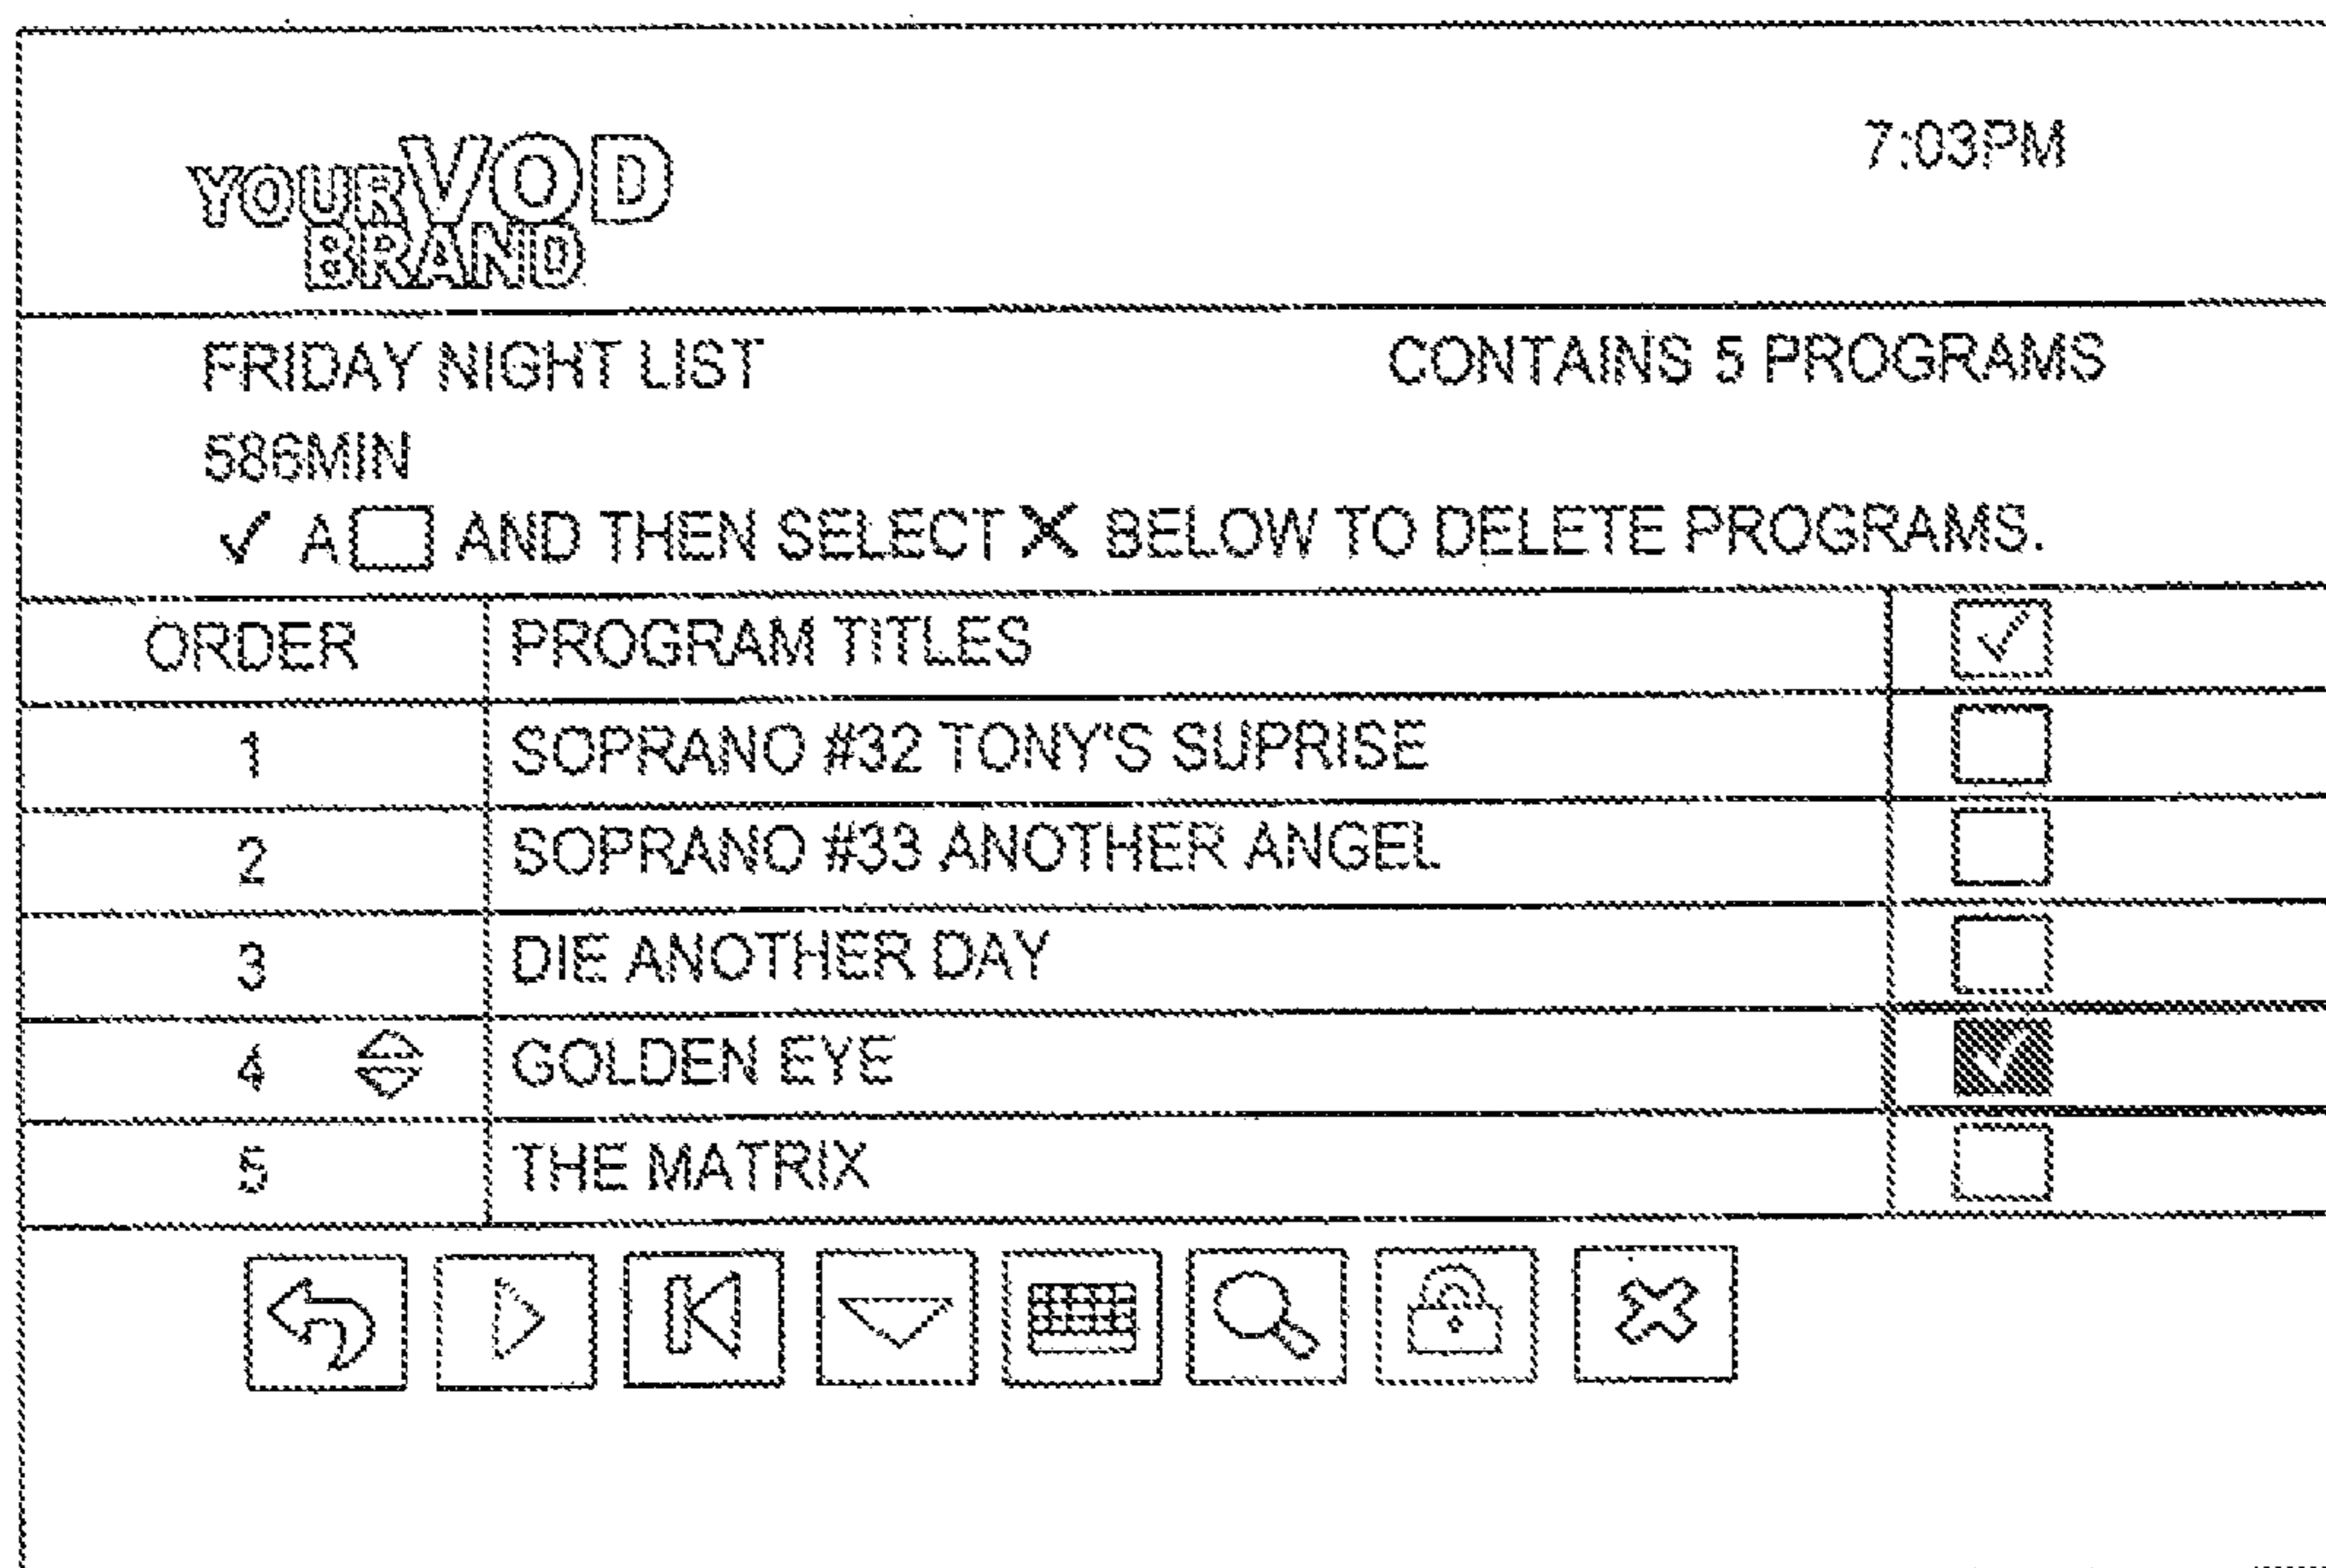 YOUR VOD
BRAND
7:03PM
FRIDAY NIGHT LIST
CONTAINS 5 PROGRAMS
586MIN
✓ A AND THEN SELECT X BELOW TO DELETE PROGRAMS.
ORDER PROGRAM TITLES ✓
1 SOPRANO #32 TONY'S SUPRISE
2 SOPRANO #33 ANOTHER ANGEL
3 DIE ANOTHER DAY
4 GOLDEN EYE ✓
5 THE MATRIX